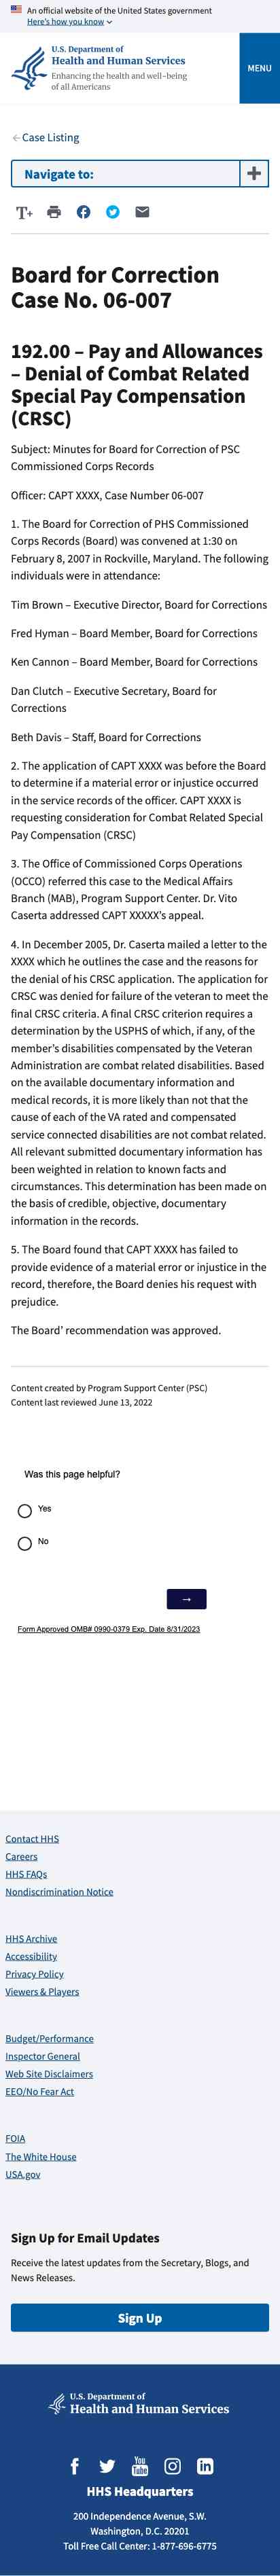 An official website of the United States government
Here's how you know
U.S. Department of
Health and Human Services
Enhancing the health and well-being
of all Americans
MENU
Case Listing
Navigate to:
T+
Board for Correction
Case No. 06-007
192.00 – Pay and Allowances
– Denial of Combat Related
Special Pay Compensation
(CRSC)
Subject: Minutes for Board for Correction of PSC
Commissioned Corps Records
Officer: CAPT XXXX, Case Number 06-007
1. The Board for Correction of PHS Commissioned
Corps Records (Board) was convened at 1:30 on
February 8, 2007 in Rockville, Maryland. The following
individuals were in attendance:
Tim Brown – Executive Director, Board for Corrections
Fred Hyman – Board Member, Board for Corrections
Ken Cannon – Board Member, Board for Corrections
Dan Clutch – Executive Secretary, Board for
Corrections
Beth Davis – Staff, Board for Corrections
2. The application of CAPT XXXX was before the Board
to determine if a material error or injustice occurred
in the service records of the officer. CAPT XXXX is
requesting consideration for Combat Related Special
Pay Compensation (CRSC)
3. The Office of Commissioned Corps Operations
(OCCO) referred this case to the Medical Affairs
Branch (MAB), Program Support Center. Dr. Vito
Caserta addressed CAPT XXXXX's appeal.
4. In December 2005, Dr. Caserta mailed a letter to the
XXXX which he outlines the case and the reasons for
the denial of his CRSC application. The application for
CRSC was denied for failure of the veteran to meet the
final CRSC criteria. A final CRSC criterion requires a
determination by the USPHS of which, if any, of the
member's disabilities compensated by the Veteran
Administration are combat related disabilities. Based
on the available documentary information and
medical records, it is more likely than not that the
cause of each of the VA rated and compensated
service connected disabilities are not combat related.
All relevant submitted documentary information has
been weighted in relation to known facts and
circumstances. This determination has been made on
the basis of credible, objective, documentary
information in the records.
5. The Board found that CAPT XXXX has failed to
provide evidence of a material error or injustice in the
record, therefore, the Board denies his request with
prejudice.
The Board' recommendation was approved.
Content created by Program Support Center (PSC)
Content last reviewed June 13, 2022
Was this page helpful?
Yes
No
→
Form Approved OMB# 0990-0379 Exp. Date 8/31/2023
Contact HHS
Careers
HHS FAQs
Nondiscrimination Notice
HHS Archive
Accessibility
Privacy Policy
Viewers & Players
Budget/Performance
Inspector General
Web Site Disclaimers
EEO/No Fear Act
FOIA
The White House
USA.gov
Sign Up for Email Updates
Receive the latest updates from the Secretary, Blogs, and
News Releases.
Sign Up
U.S. Department of
Health and Human Services
You
Tube
HHS Headquarters
200 Independence Avenue, S.W.
Washington, D.C. 20201
Toll Free Call Center: 1-877-696-6775